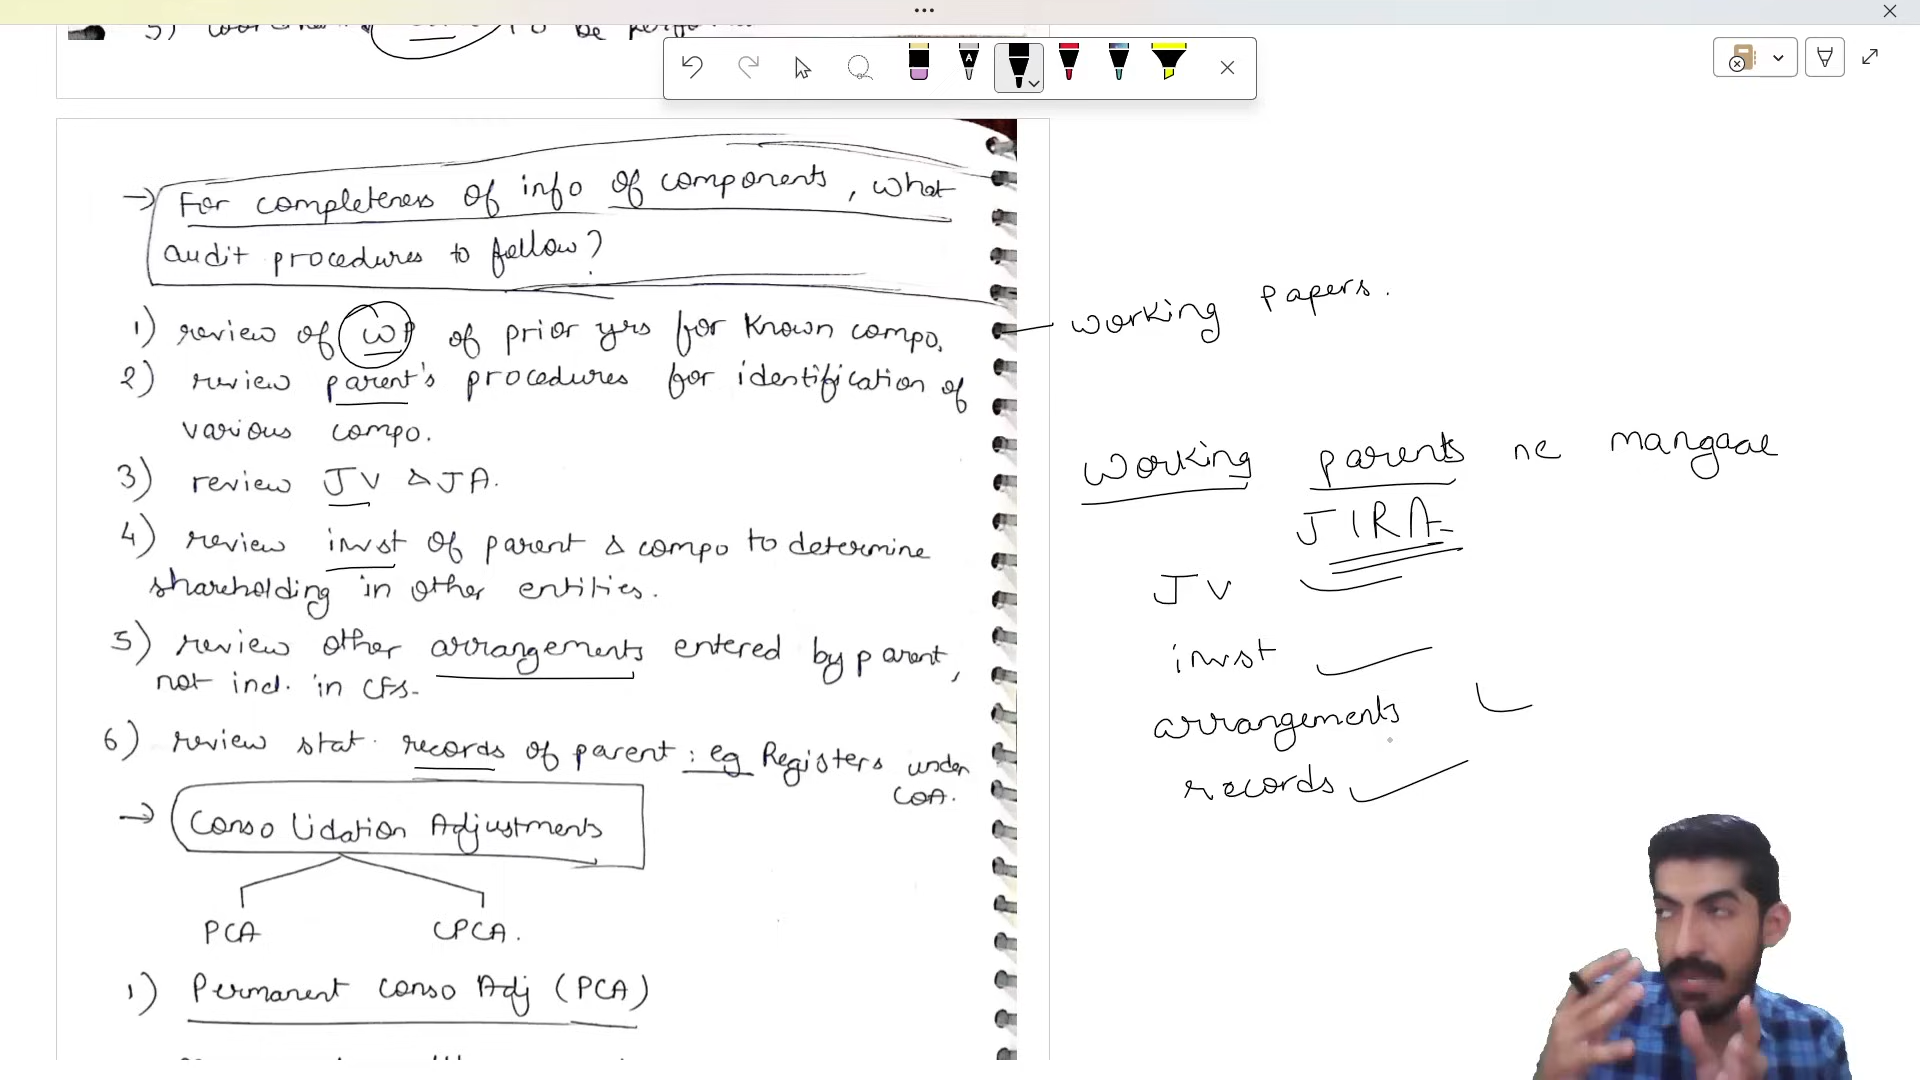 → For completeness of info of components, what
audit procedures to follow?
1) review of WP of prior yrs for known compo.
2) review parent's procedures for identification of
various compo.
3) review JV & JA.
4) review invst of parent & compo to determine
shareholding in other entities.
5) review other arrangements entered by parent,
not incl. in CFS.
6) review stat. records of parent : eg Registers under
COA.
→ Consolidation Adjustments
PCA CPCA.
1) Permanent Conso Adj (PCA)
working papers.
working parents ne mangaae
JIRA
JV
invst
arrangements
records